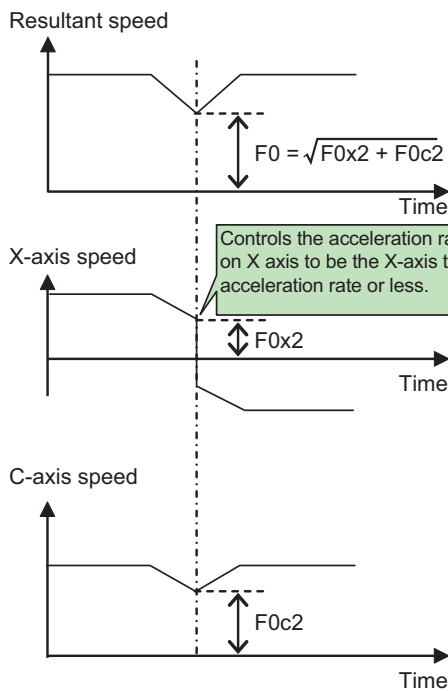 Resultant speed
F0 = √F0x2 + F0c2
Time
Controls the acceleration
on X axis to be the X-axis
acceleration rate or less.
X-axis speed
F0x2
Time
C-axis speed
F0c2
Time